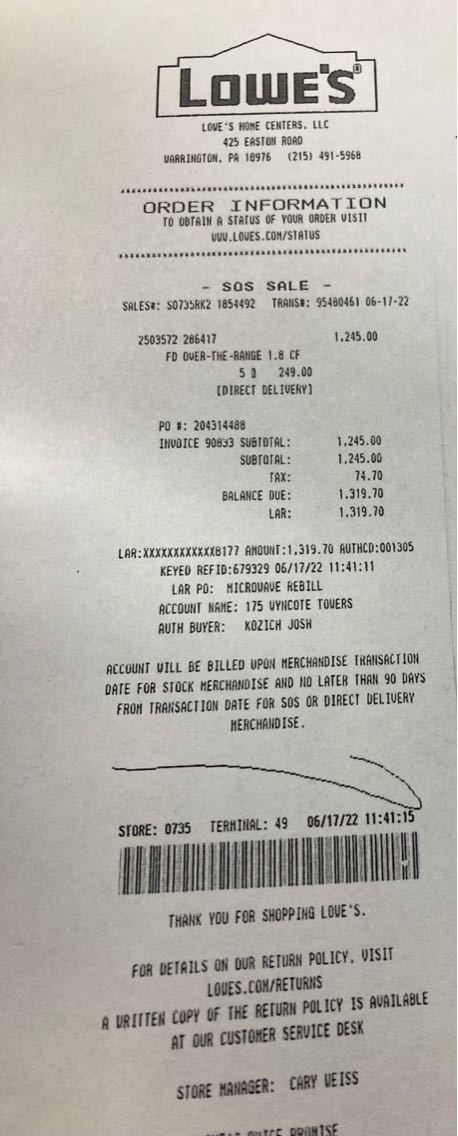 LOWE'S®
LOWE'S HOME CENTERS, LLC
425 EASTON ROAD
WARRINGTON, PA 18976 (215) 491-5968
ORDER INFORMATION
TO OBTAIN A STATUS OF YOUR ORDER VISIT
WWW.LOWES.COM/STATUS
- SOS SALE -
SALES#: S0735RK2 1854492 TRANS#: 95480461 06-17-22
2503572 286417 1,245.00
FD OVER-THE-RANGE 1.8 CF
5 @ 249.00
[DIRECT DELIVERY]
PO #: 204314488
INVOICE 90833 SUBTOTAL: 1,245.00
SUBTOTAL: 1,245.00
TAX: 74.70
BALANCE DUE: 1,319.70
LAR: 1,319.70
LAR:XXXXXXXXXXXX8177 AMOUNT:1,319.70 AUTHCD:001305
KEYED REFID:679329 06/17/22 11:41:11
LAR PO: MICROWAVE REBILL
ACCOUNT NAME: 175 WYNCOTE TOWERS
AUTH BUYER: KOZICH JOSH
ACCOUNT WILL BE BILLED UPON MERCHANDISE TRANSACTION
DATE FOR STOCK MERCHANDISE AND NO LATER THAN 90 DAYS
FROM TRANSACTION DATE FOR SOS OR DIRECT DELIVERY
MERCHANDISE.
STORE: 0735 TERMINAL: 49 06/17/22 11:41:15
THANK YOU FOR SHOPPING LOWE'S.
FOR DETAILS ON OUR RETURN POLICY, VISIT
LOWES.COM/RETURNS
A WRITTEN COPY OF THE RETURN POLICY IS AVAILABLE
AT OUR CUSTOMER SERVICE DESK
STORE MANAGER: CARY WEISS
PROMISE